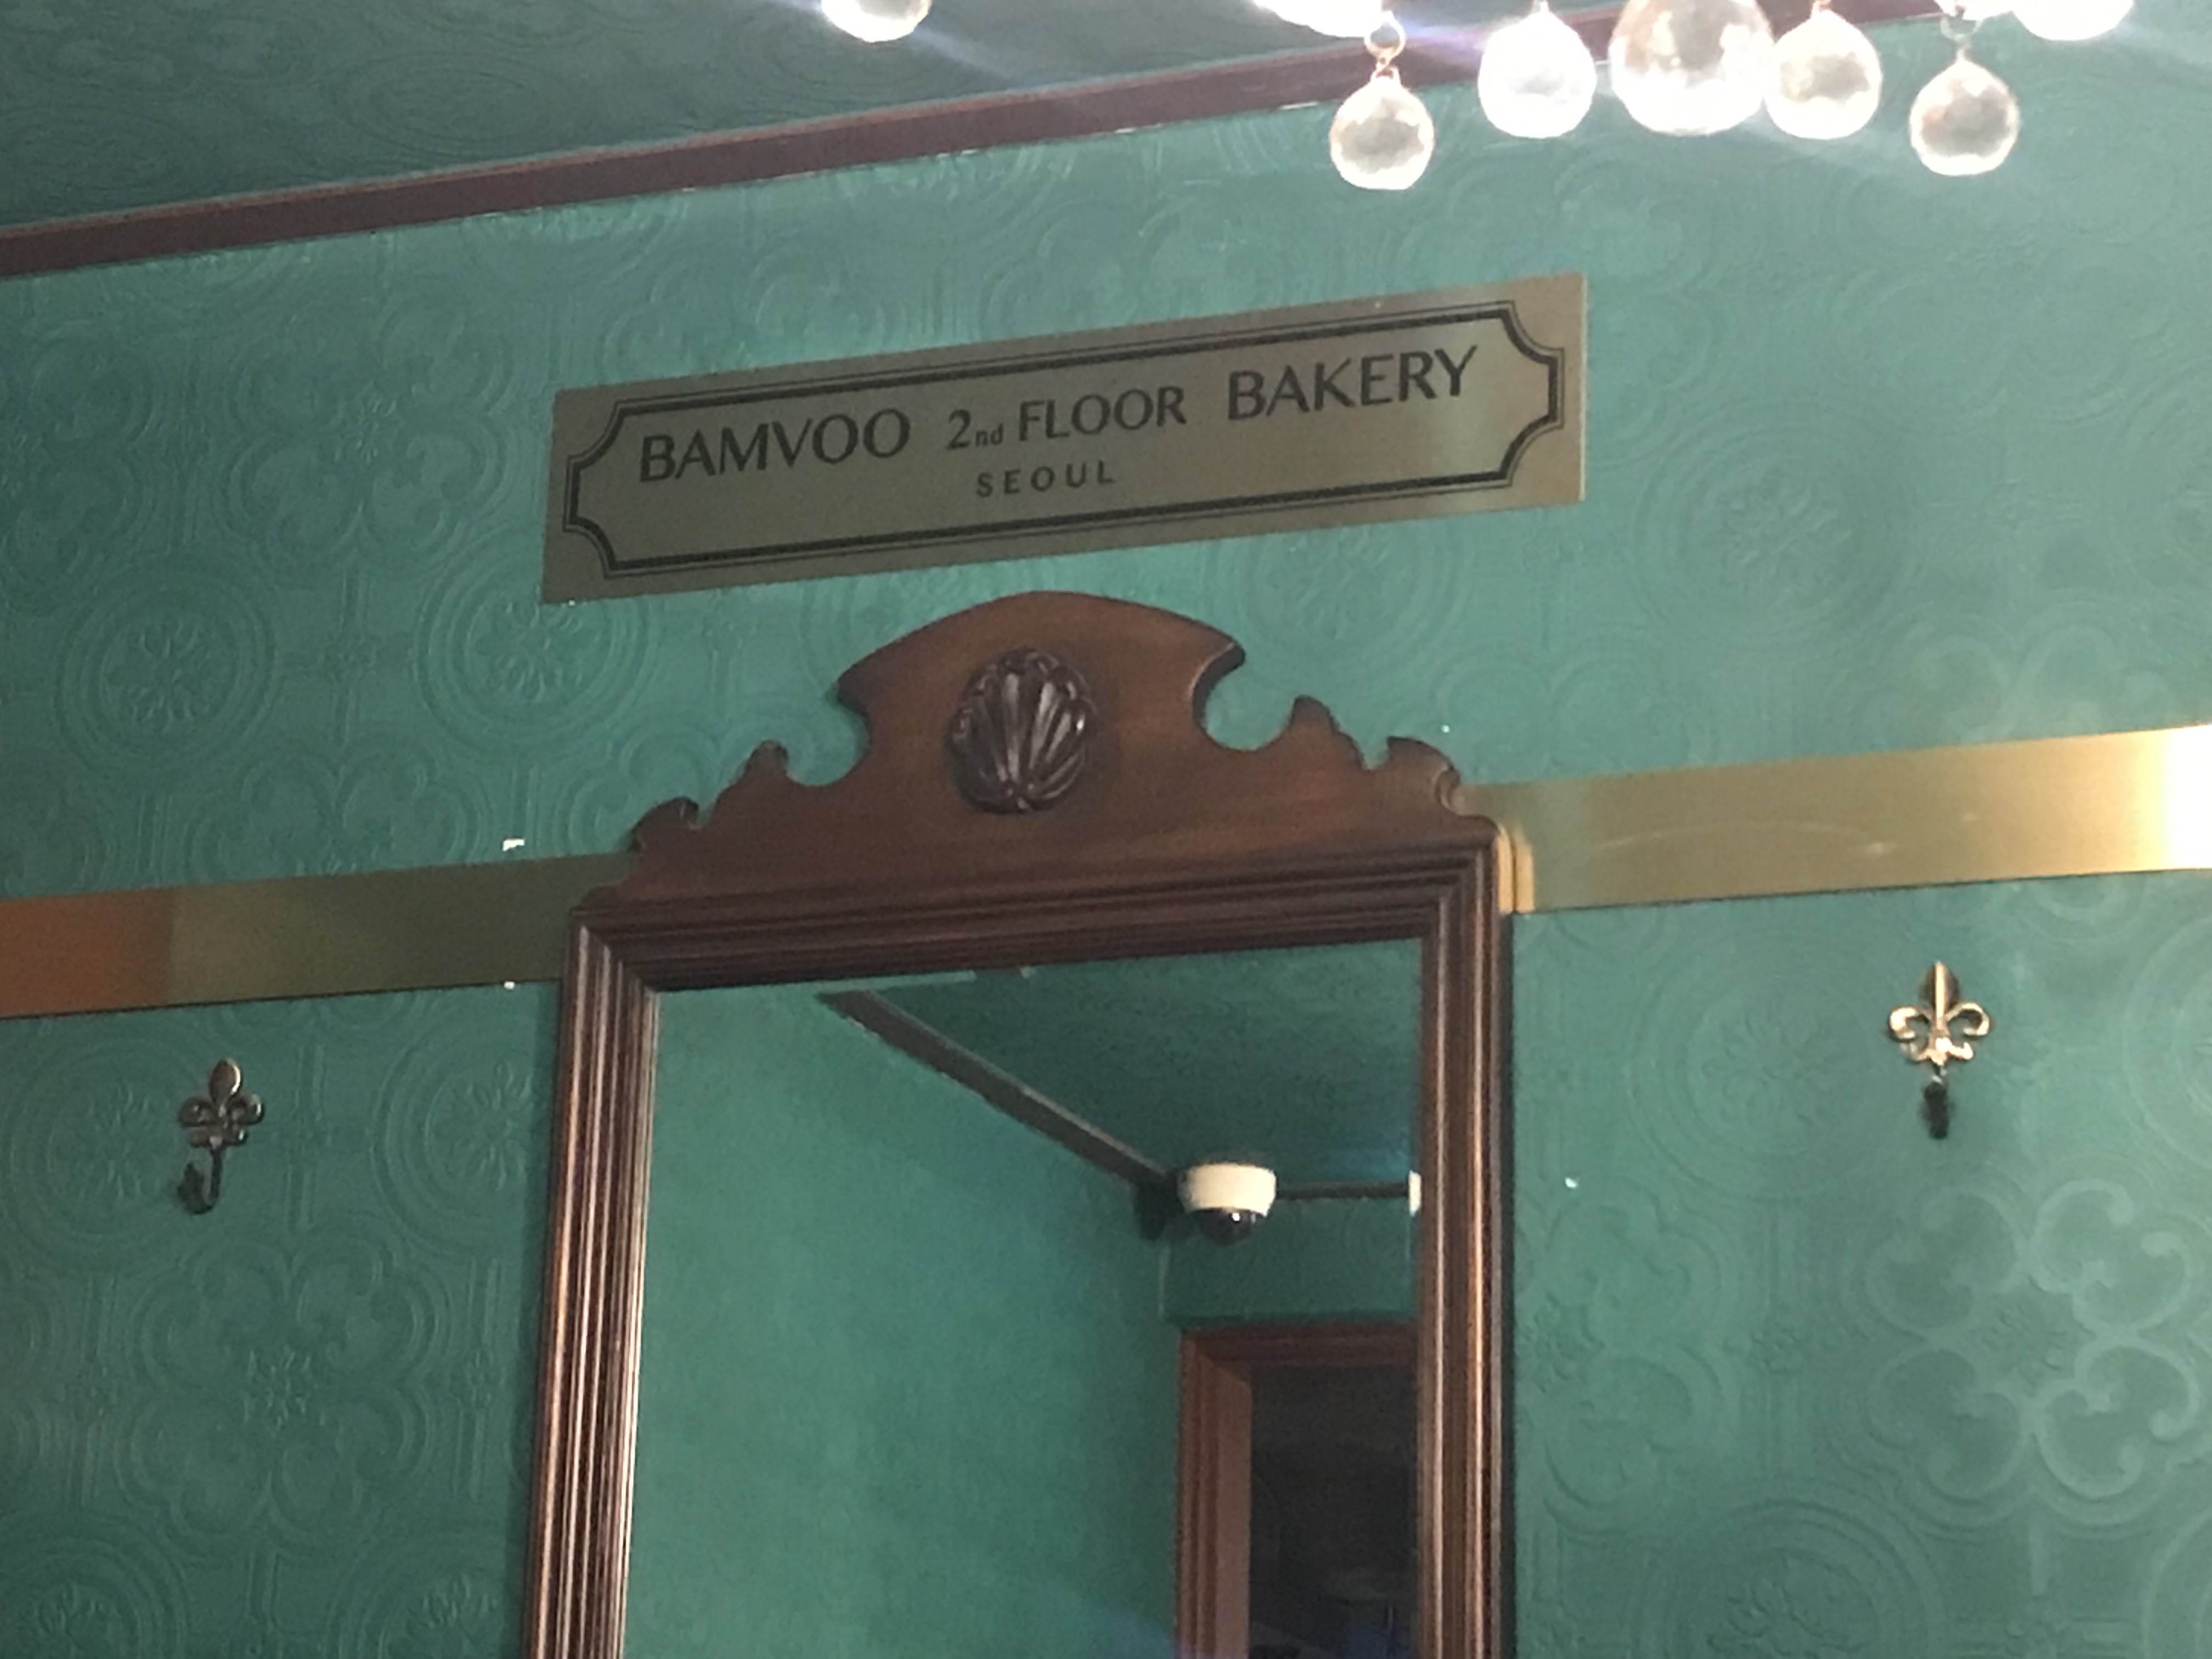 BAMVOO 2nd FLOOR BAKERY
SEOUL